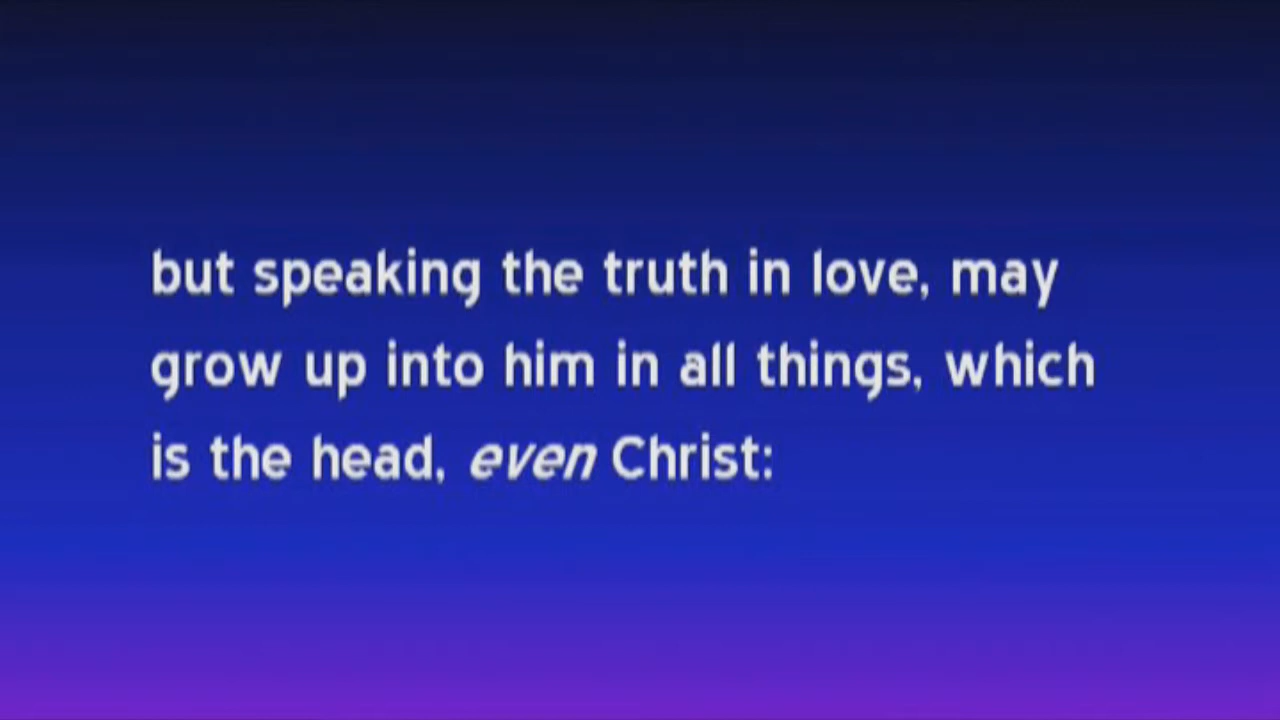 but speaking the truth in love, may
grow up into him in all things, which
is the head, even Christ: